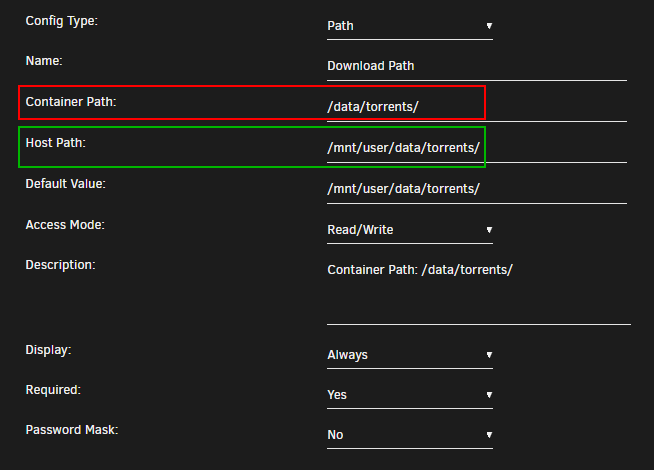 Config Type: Path
Name: Download Path
Container Path: /data/torrents/
Host Path: /mnt/user/data/torrents/
Default Value: /mnt/user/data/torrents/
Access Mode: Read/Write
Description: Container Path: /data/torrents/
Display: Always
Required: Yes
Password Mask: No